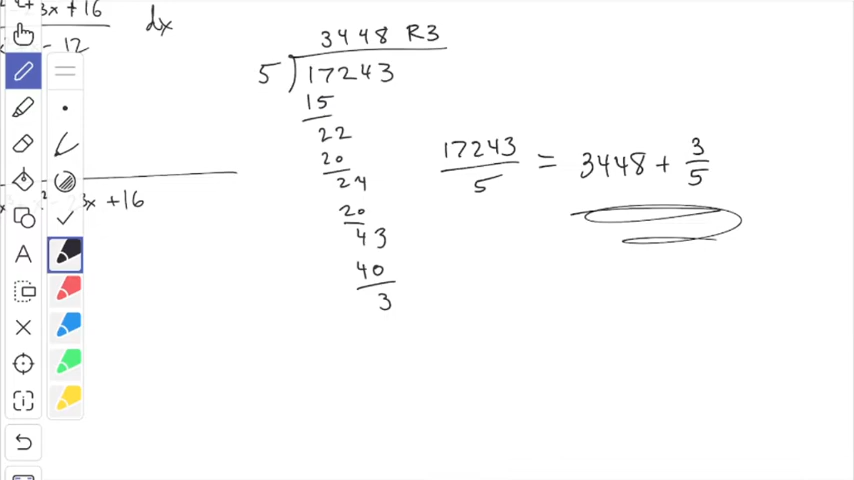 3x + 16
dx
- 12
3448 R3
5 17243
15
22
20
24
20
43
40
3
17243/5 = 3448 + 3/5
3x + 16
A